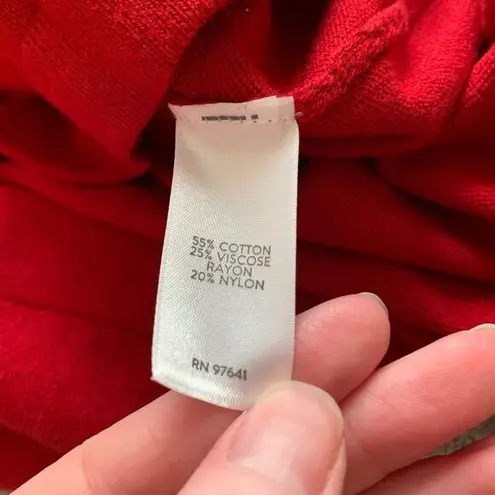 55% COTTON
25% VISCOSE
RAYON
20% NYLON
RN 97641